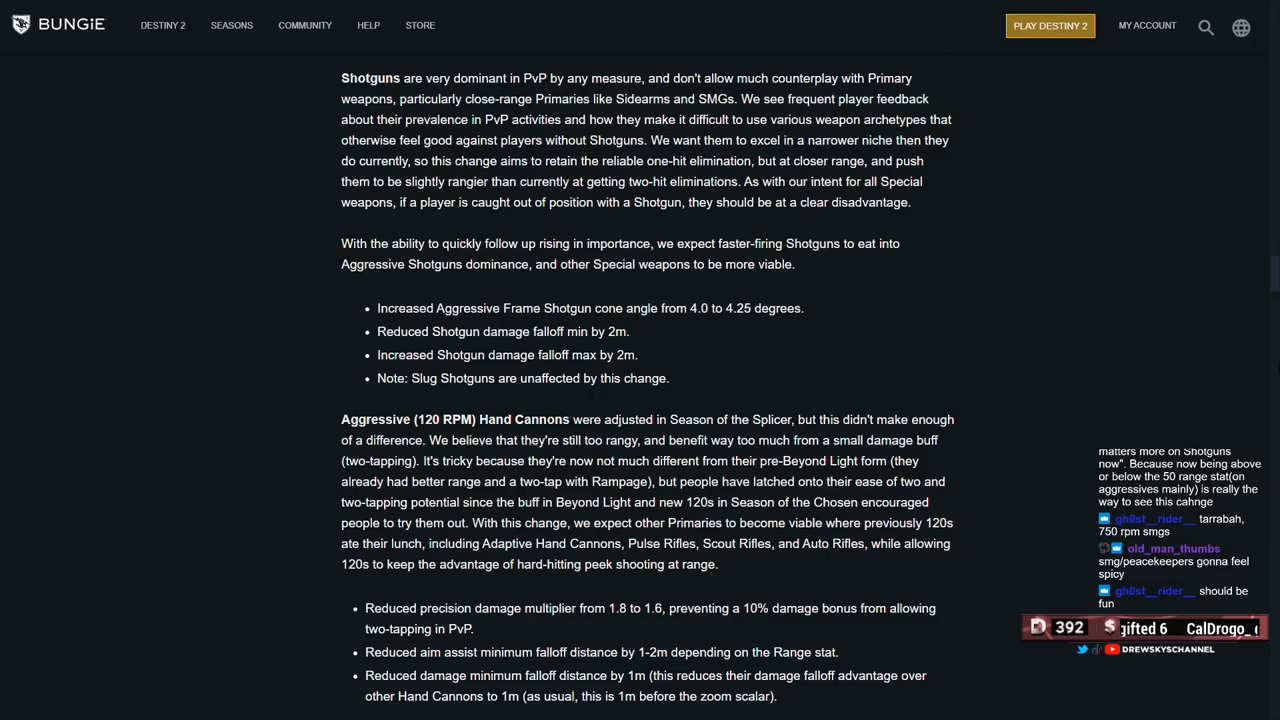 BUNGiE DESTINY 2 SEASONS COMMUNITY HELP STORE PLAY DESTINY 2 MY ACCOUNT
Shotguns are very dominant in PvP by any measure, and don't allow much counterplay with Primary
weapons, particularly close-range Primaries like Sidearms and SMGs. We see frequent player feedback
about their prevalence in PvP activities and how they make it difficult to use various weapon archetypes that
otherwise feel good against players without Shotguns. We want them to excel in a narrower niche then they
do currently, so this change aims to retain the reliable one-hit elimination, but at closer range, and push
them to be slightly rangier than currently at getting two-hit eliminations. As with our intent for all Special
weapons, if a player is caught out of position with a Shotgun, they should be at a clear disadvantage.
With the ability to quickly follow up rising in importance, we expect faster-firing Shotguns to eat into
Aggressive Shotguns dominance, and other Special weapons to be more viable.
• Increased Aggressive Frame Shotgun cone angle from 4.0 to 4.25 degrees.
• Reduced Shotgun damage falloff min by 2m.
• Increased Shotgun damage falloff max by 2m.
• Note: Slug Shotguns are unaffected by this change.
Aggressive (120 RPM) Hand Cannons were adjusted in Season of the Splicer, but this didn't make enough
of a difference. We believe that they're still too rangy, and benefit way too much from a small damage buff
(two-tapping). It's tricky because they're now not much different from their pre-Beyond Light form (they
already had better range and a two-tap with Rampage), but people have latched onto their ease of two and
two-tapping potential since the buff in Beyond Light and new 120s in Season of the Chosen encouraged
people to try them out. With this change, we expect other Primaries to become viable where previously 120s
ate their lunch, including Adaptive Hand Cannons, Pulse Rifles, Scout Rifles, and Auto Rifles, while allowing
120s to keep the advantage of hard-hitting peek shooting at range.
• Reduced precision damage multiplier from 1.8 to 1.6, preventing a 10% damage bonus from allowing
two-tapping in PvP.
• Reduced aim assist minimum falloff distance by 1-2m depending on the Range stat.
• Reduced damage minimum falloff distance by 1m (this reduces their damage falloff advantage over
other Hand Cannons to 1m (as usual, this is 1m before the zoom scalar).
matters more on Shotguns
now". Because now being above
or below the 50 range stat(on
aggressives mainly) is really the
way to see this cahnge
gh0st__rider__ tarrabah,
750 rpm smgs
old_man_thumbs
smg/peacekeepers gonna feel
spicy
gh0st__rider__ should be
fun
392 $ gifted 6 CalDrogo_
DREWSKYSCHANNEL